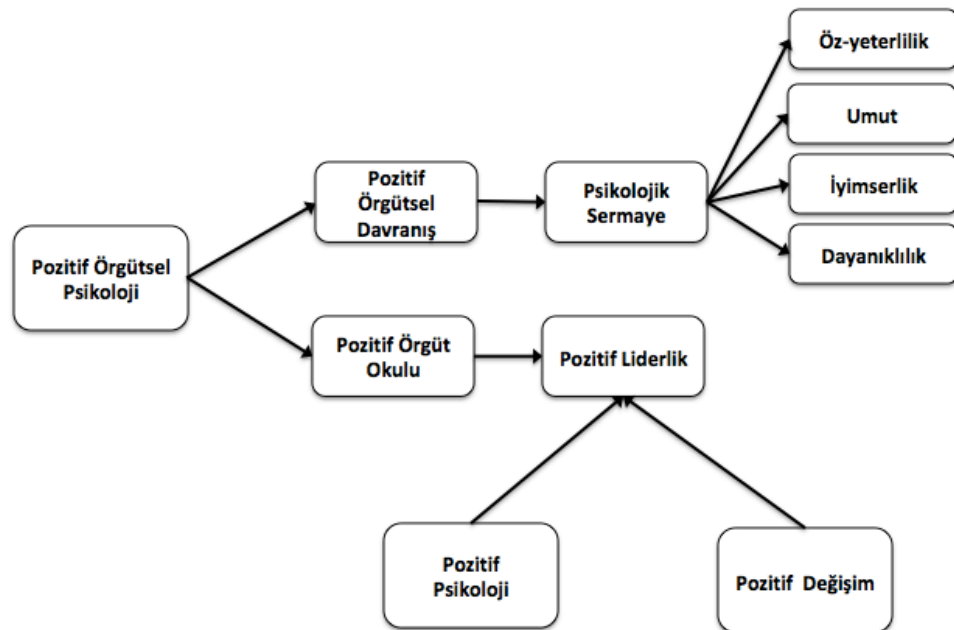 Öz-yeterlilik
Umut
İyimserlik
Dayanıklılık
Pozitif
Örgütsel
Davranış
Psikolojik
Sermaye
Pozitif Örgütsel
Psikoloji
Pozitif Örgüt
Okulu
Pozitif Liderlik
Pozitif
Psikoloji
Pozitif Değişim